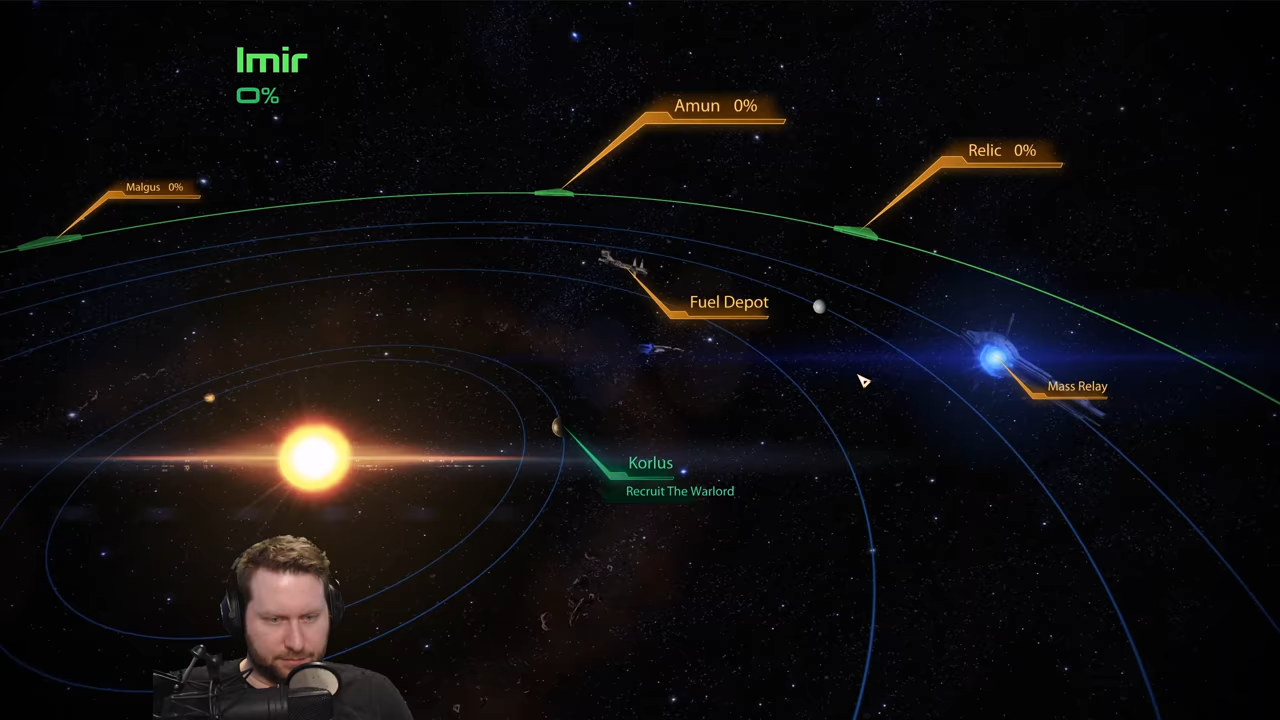 Imir
0%
Amun 0%
Relic 0%
Malgus 0%
Fuel Depot
Mass Relay
Korlus
Recruit The Warlord